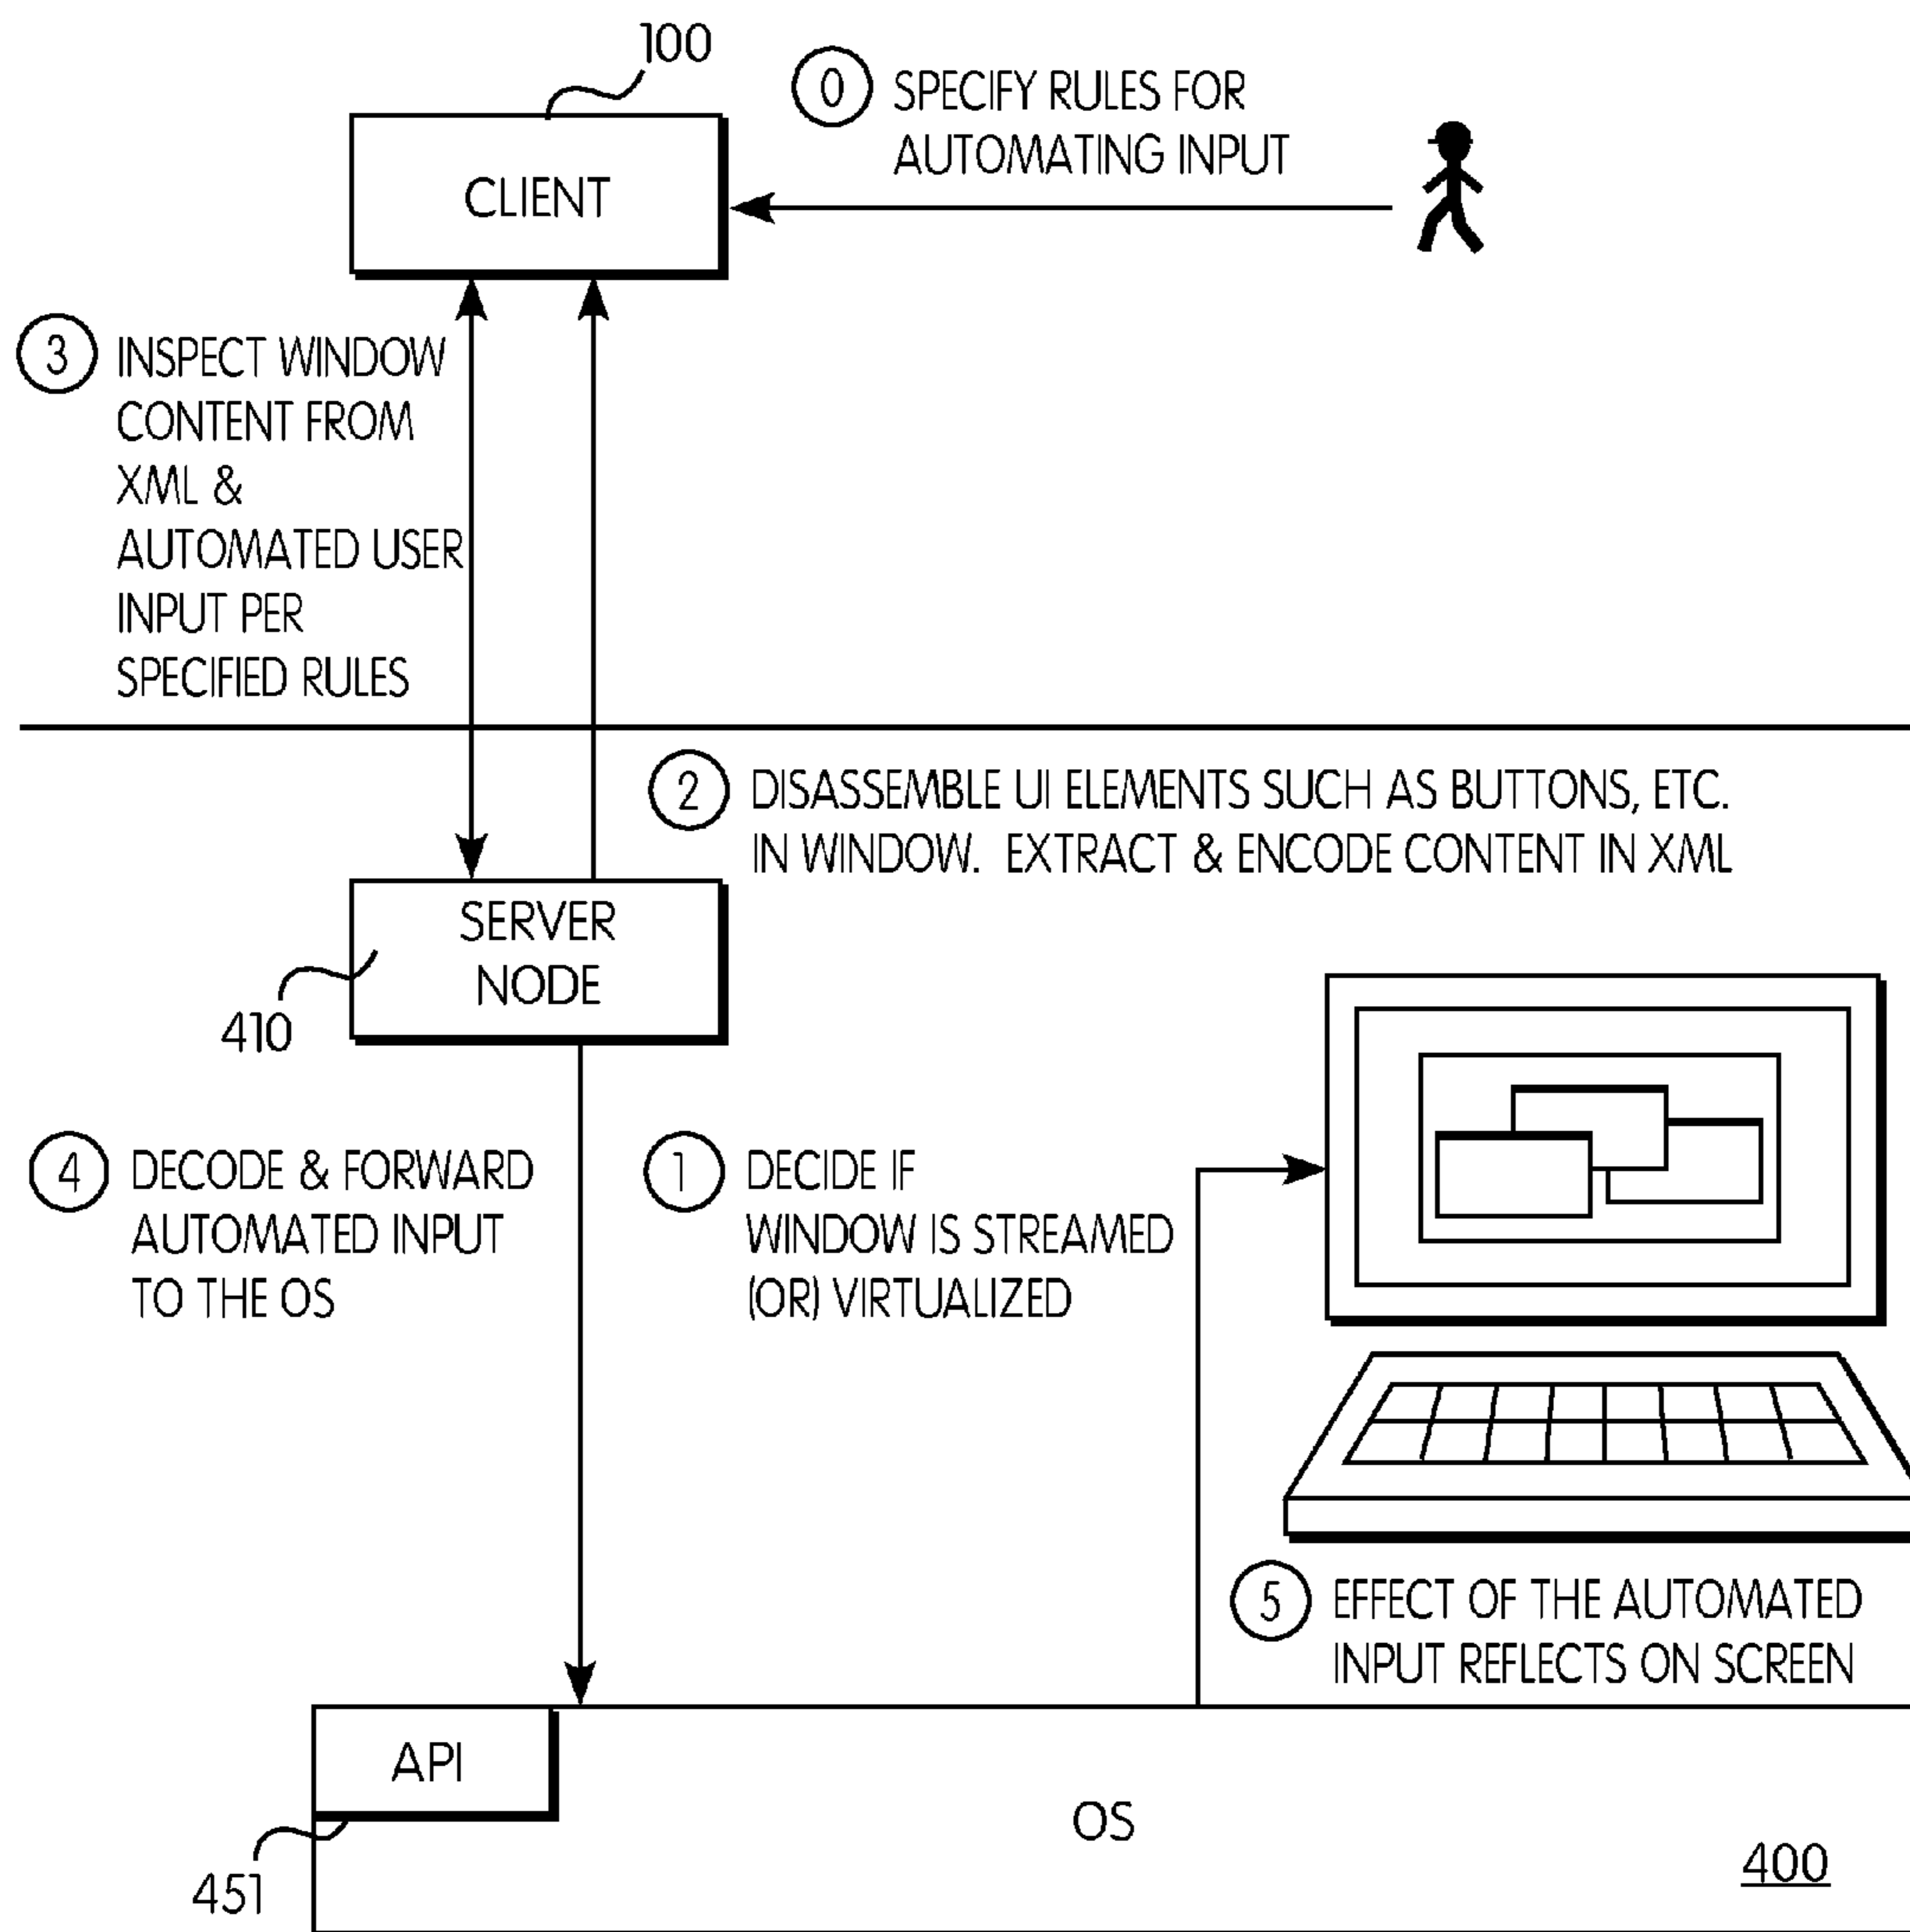 100
0 SPECIFY RULES FOR
AUTOMATING INPUT
CLIENT
3 INSPECT WINDOW
CONTENT FROM
XML &
AUTOMATED USER
INPUT PER
SPECIFIED RULES
2 DISASSEMBLE UI ELEMENTS SUCH AS BUTTONS, ETC.
IN WINDOW. EXTRACT & ENCODE CONTENT IN XML
SERVER
NODE
410
4 DECODE & FORWARD
AUTOMATED INPUT
TO THE OS
1 DECIDE IF
WINDOW IS STREAMED
(OR) VIRTUALIZED
5 EFFECT OF THE AUTOMATED
INPUT REFLECTS ON SCREEN
API
OS
451
400